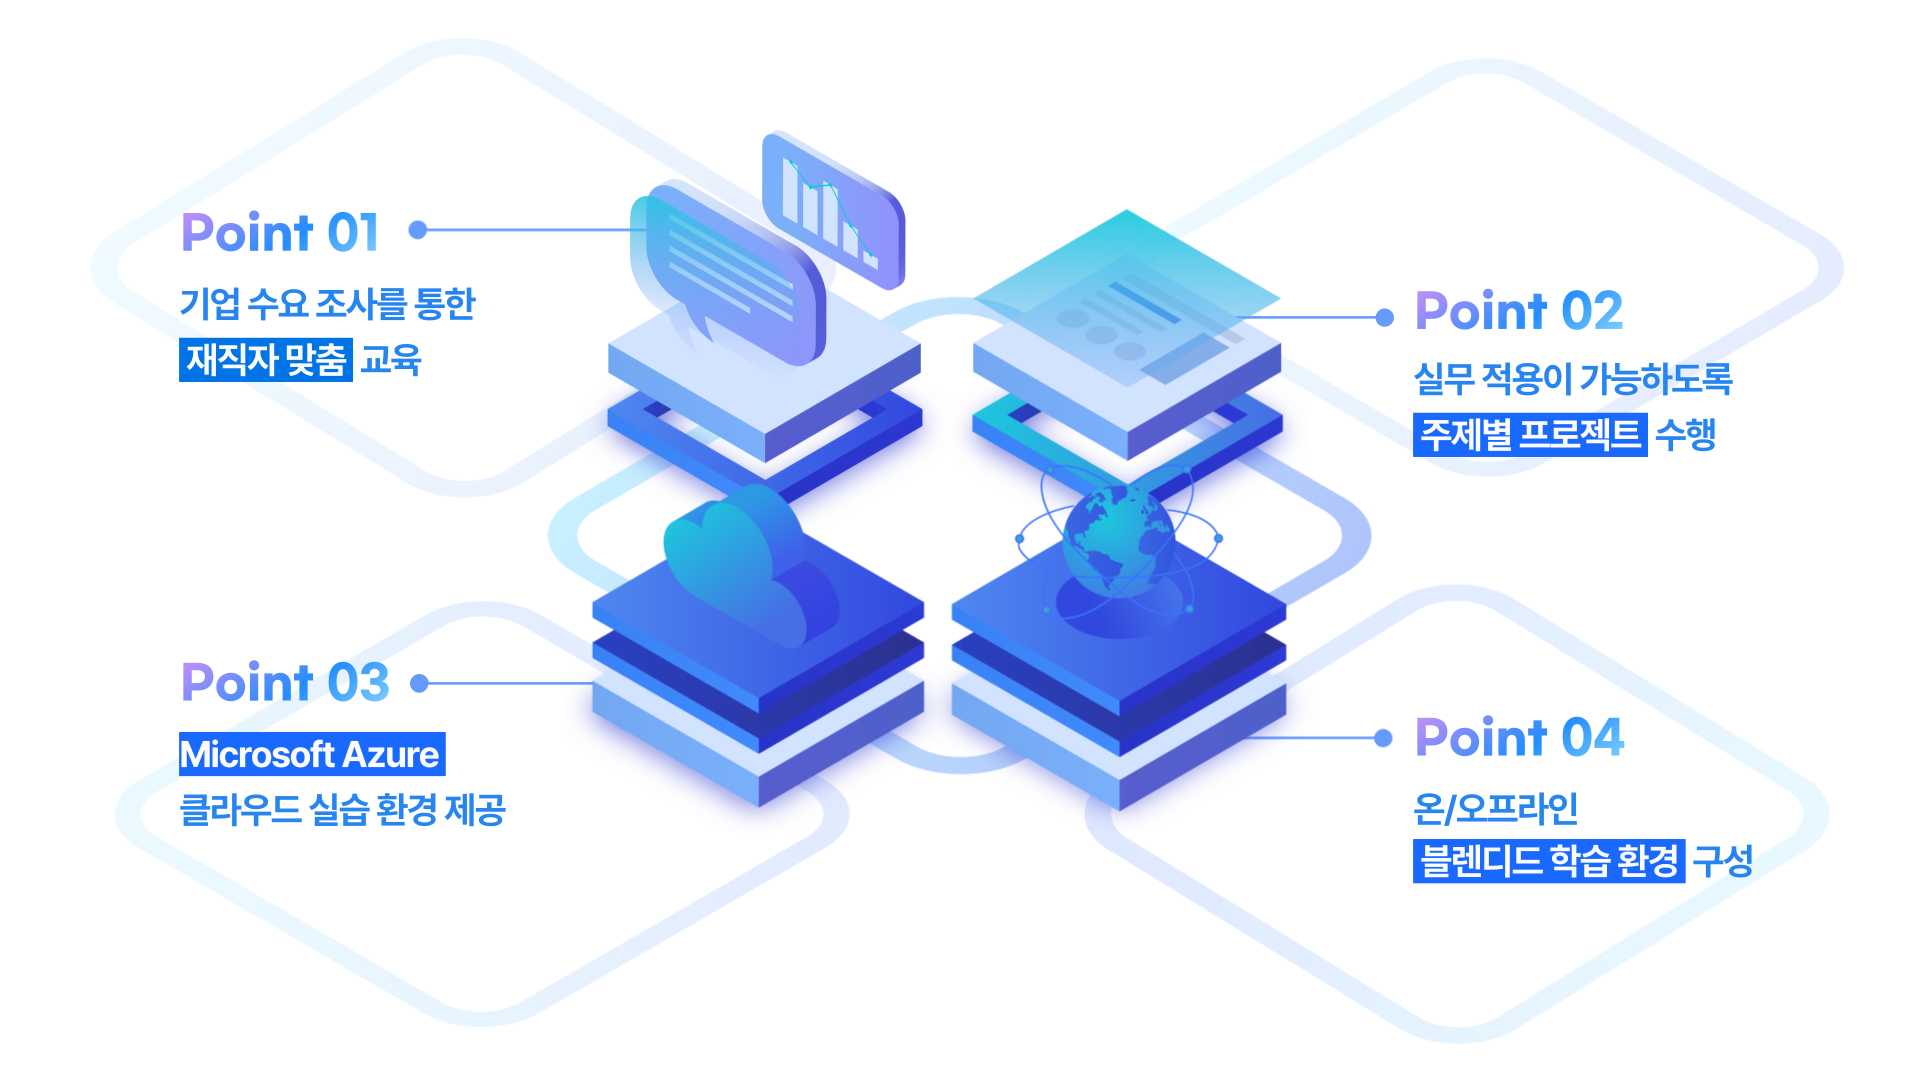 Point 01
기업 수요 조사를 통한
재직자 맞춤 교육
Point 02
실무 적용이 가능하도록
주제별 프로젝트 수행
Point 03
Microsoft Azure
클라우드 실습 환경 제공
Point 04
온/오프라인
블렌디드 학습 환경 구성